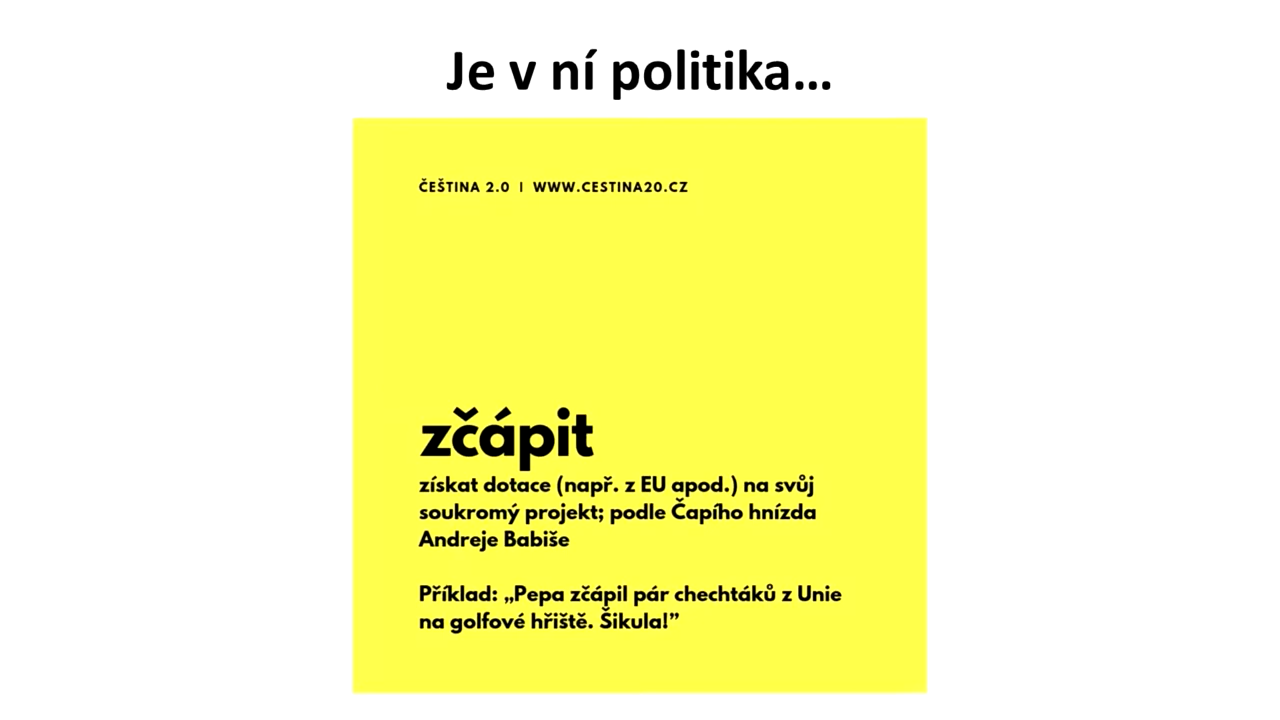 Je v ní politika…
ČEŠTINA 2.0 | WWW.CESTINA20.CZ
zčápit
získat dotace (např. z EU apod.) na svůj
soukromý projekt; podle Čapího hnízda
Andreje Babiše
Příklad: „Pepa zčápil pár chechtáků z Unie
na golfové hřiště. Šikula!”